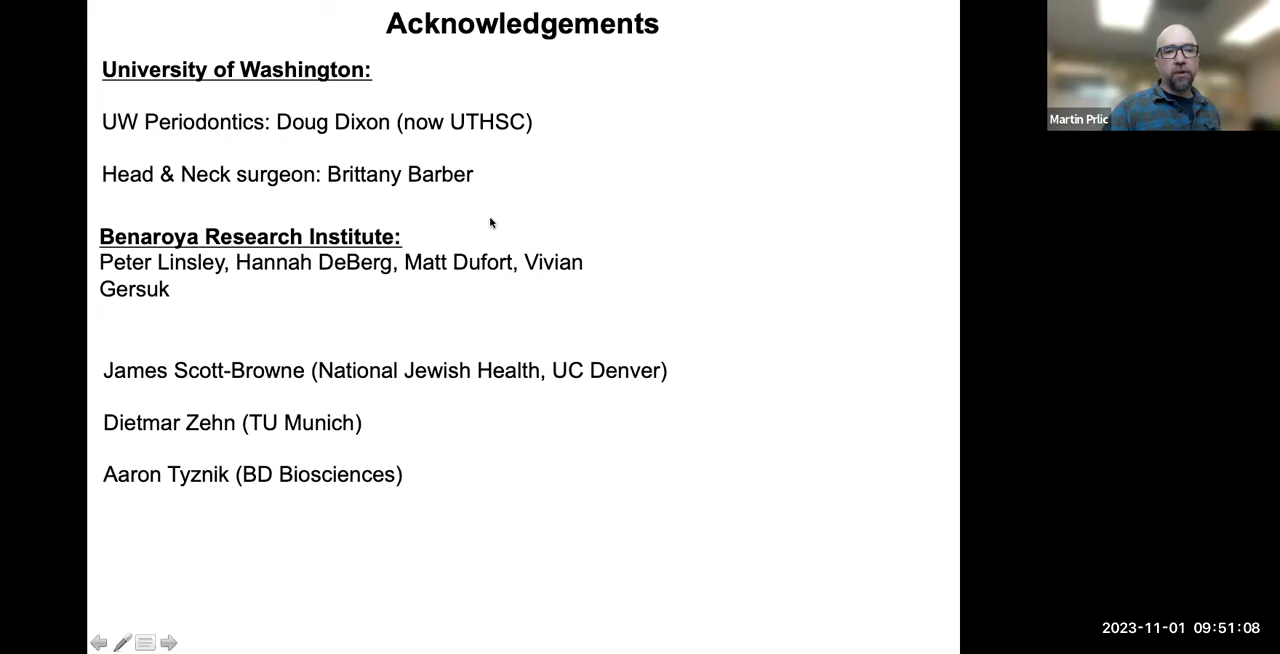 Acknowledgements
University of Washington:
UW Periodontics: Doug Dixon (now UTHSC)
Head & Neck surgeon: Brittany Barber
Benaroya Research Institute:
Peter Linsley, Hannah DeBerg, Matt Dufort, Vivian
Gersuk
James Scott-Browne (National Jewish Health, UC Denver)
Dietmar Zehn (TU Munich)
Aaron Tyznik (BD Biosciences)
Martin Prlic
2023-11-01 09:51:08